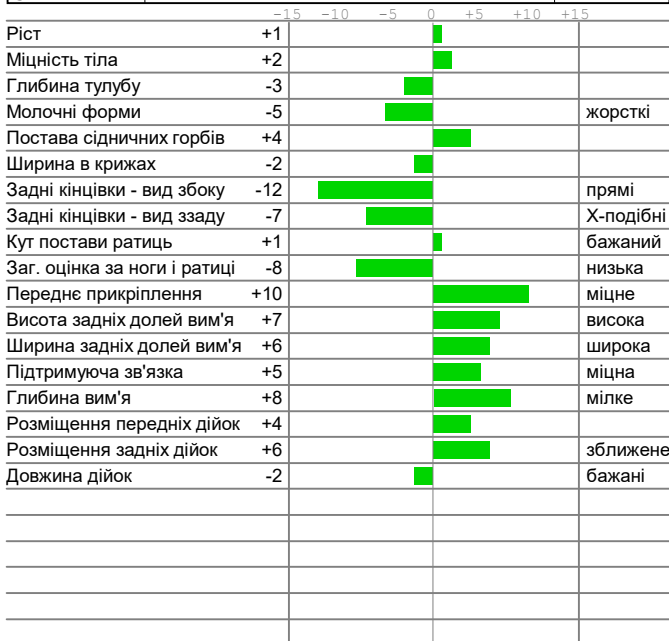 -15 -10 -5 0 +5 +10 +15
Ріст +1
Міцність тіла +2
Глибина тулубу -3
Молочні форми -5 жорсткі
Постава сідничних горбів +4
Ширина в крижах -2
Задні кінцівки - вид збоку -12 прямі
Задні кінцівки - вид ззаду -7 Х-подібні
Кут постави ратиць +1 бажаний
Заг. оцінка за ноги і ратиці -8 низька
Переднє прикріплення +10 міцне
Висота задніх долей вим'я +7 висока
Ширина задніх долей вим'я +6 широка
Підтримуюча зв'язка +5 міцна
Глибина вим'я +8 мілке
Розміщення передніх дійок +4
Розміщення задніх дійок +6 зближене
Довжина дійок -2 бажані